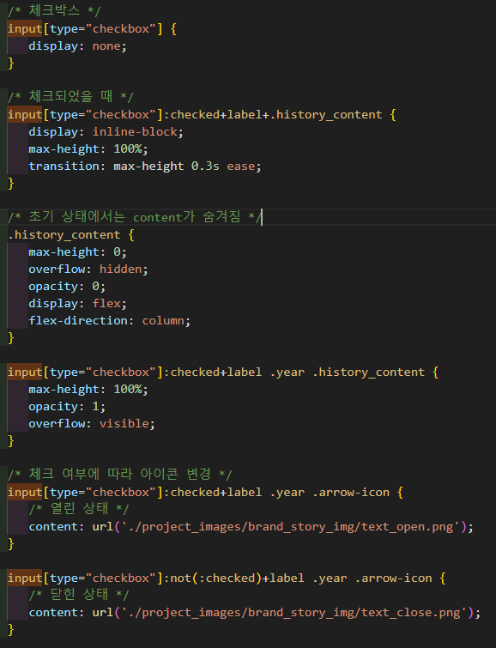 /* 체크박스 */
input[type="checkbox"] {
display: none;
}
/* 체크되었을 때 */
input[type="checkbox"]:checked+label+.history_content {
display: inline-block;
max-height: 100%;
transition: max-height 0.3s ease;
}
/* 초기 상태에서는 content가 숨겨짐 */
.history_content {
max-height: 0;
overflow: hidden;
opacity: 0;
display: flex;
flex-direction: column;
}
input[type="checkbox"]:checked+label .year .history_content {
max-height: 100%;
opacity: 1;
overflow: visible;
}
/* 체크 여부에 따라 아이콘 변경 */
input[type="checkbox"]:checked+label .year .arrow-icon {
/* 열린 상태 */
content: url('./project_images/brand_story_img/text_open.png');
}
input[type="checkbox"]:not(:checked)+label .year .arrow-icon {
/* 닫힌 상태 */
content: url('./project_images/brand_story_img/text_close.png');
}